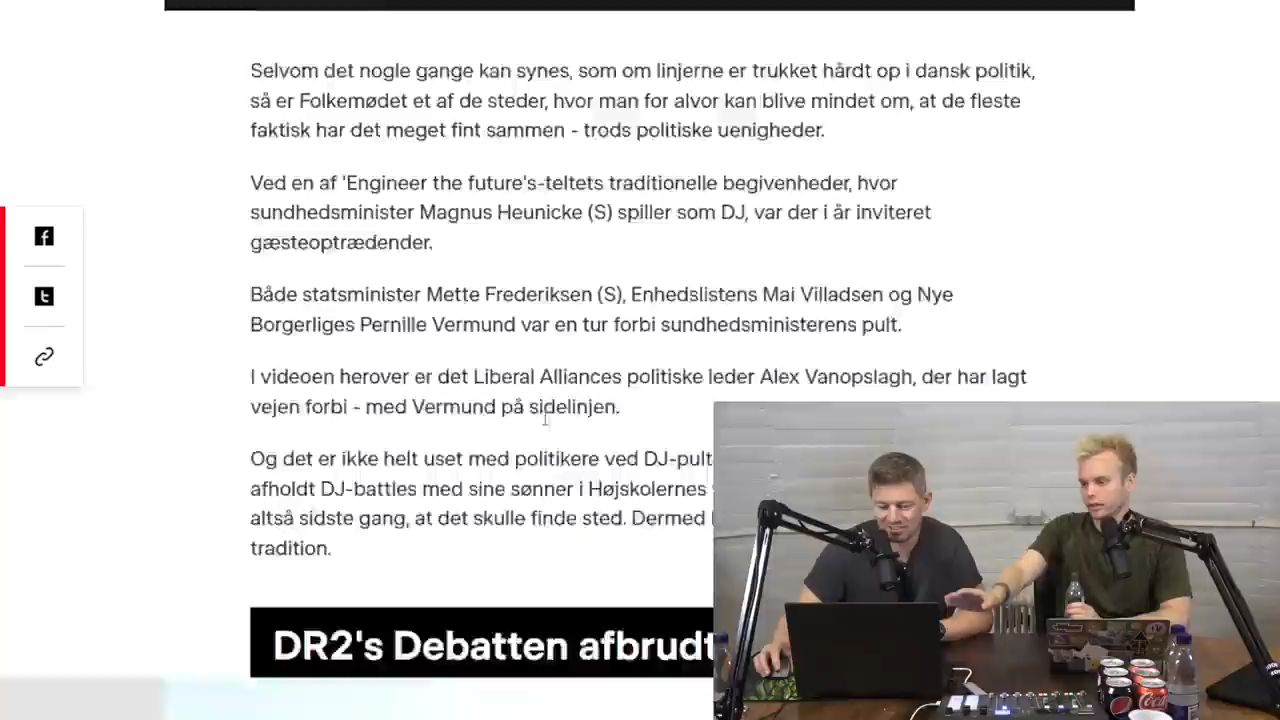 Selvom det nogle gange kan synes, som om linjerne er trukket hårdt op i dansk politik,
så er Folkemødet et af de steder, hvor man for alvor kan blive mindet om, at de fleste
faktisk har det meget fint sammen - trods politiske uenigheder.
Ved en af 'Engineer the future's-teltets traditionelle begivenheder, hvor
sundhedsminister Magnus Heunicke (S) spiller som DJ, var der i år inviteret
gæsteoptrædender.
Både statsminister Mette Frederiksen (S), Enhedslistens Mai Villadsen og Nye
Borgerliges Pernille Vermund var en tur forbi sundhedsministerens pult.
I videoen herover er det Liberal Alliances politiske leder Alex Vanopslagh, der har lagt
vejen forbi - med Vermund på sidelinjen.
Og det er ikke helt uset med politikere ved DJ-pult
afholdt DJ-battles med sine sønner i Højskolernes
altså sidste gang, at det skulle finde sted. Dermed
tradition.
DR2's Debatten afbrudt